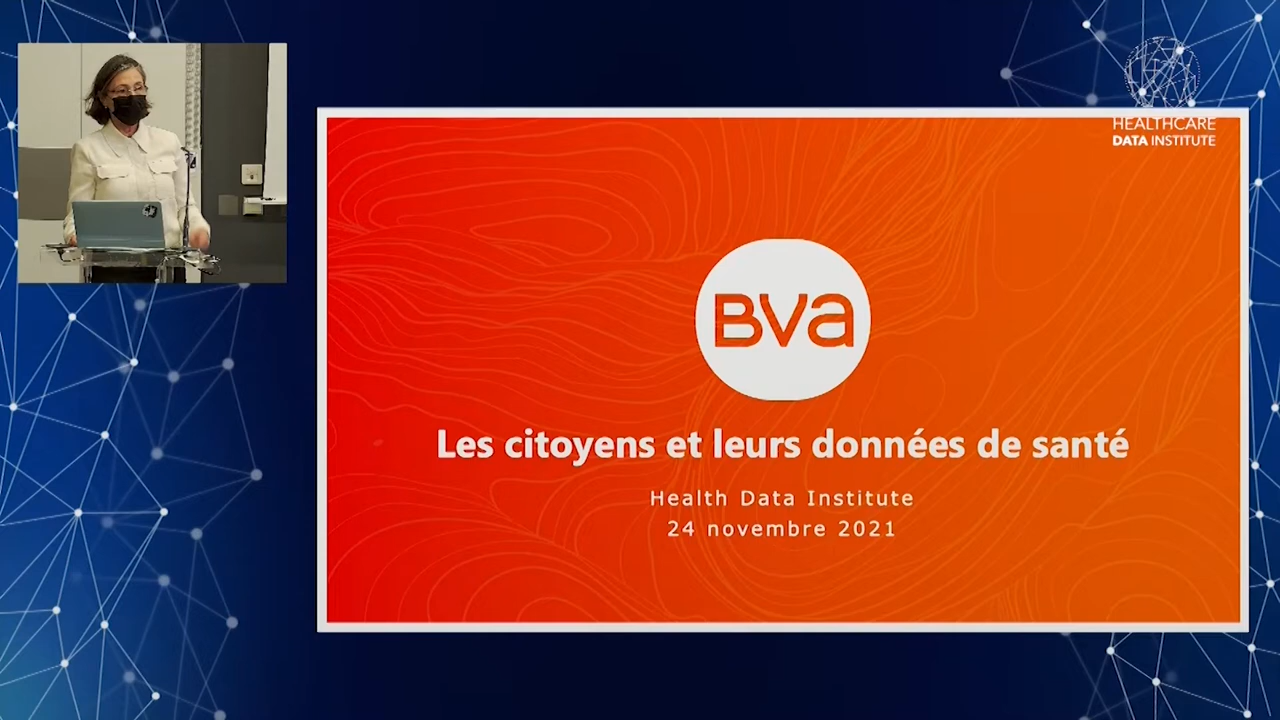 HEALTHCARE
DATA INSTITUTE
BVa
Les citoyens et leurs données de santé
Health Data Institute
24 novembre 2021